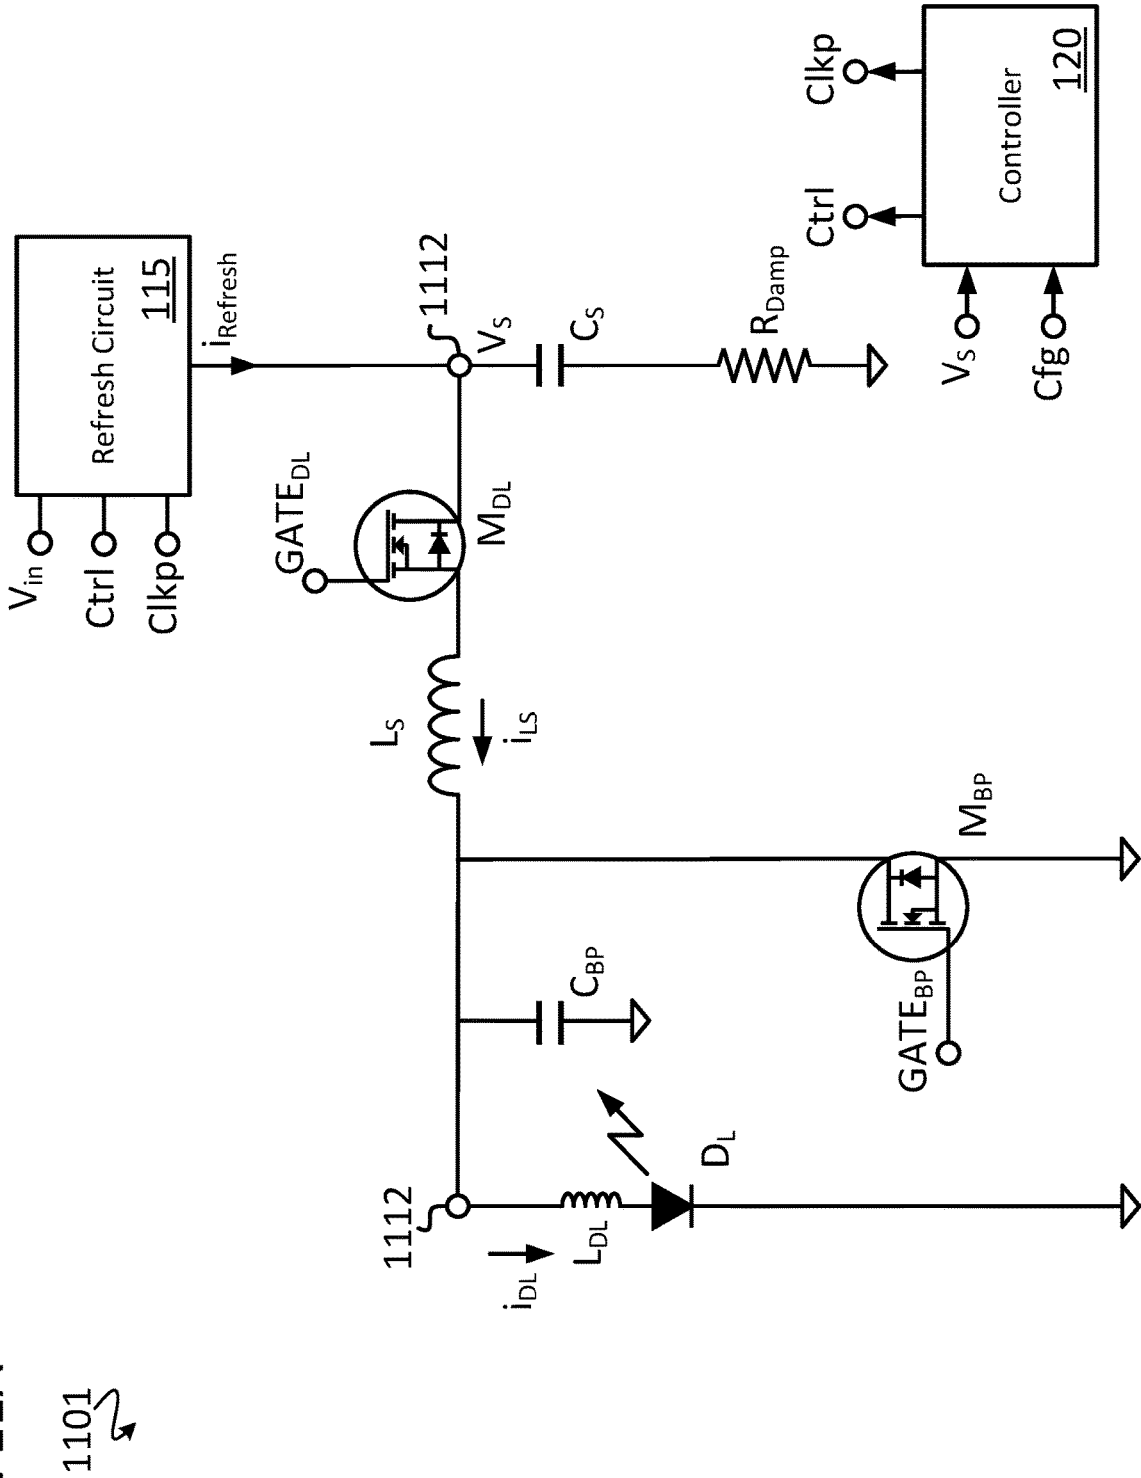 1101
V_in
Ctrl
Clkp
Refresh Circuit
115
i_Refresh
GATE_DL
M_DL
1112
V_S
C_S
R_Damp
L_S
i_LS
1112
i_DL
L_DL
D_L
C_BP
GATE_BP
M_BP
Ctrl
Clkp
V_S
Cfg
Controller
120